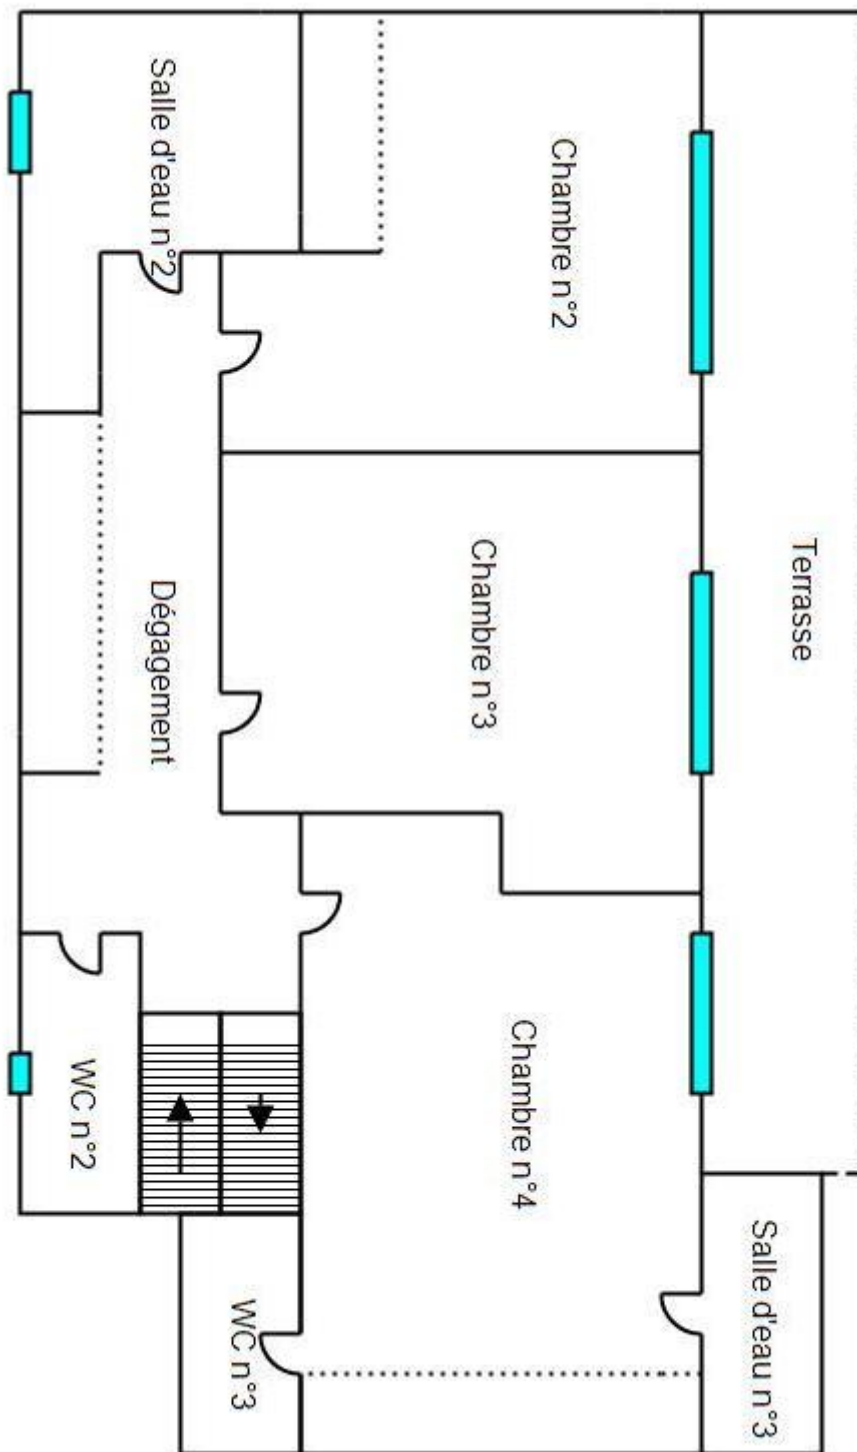 Salle d'eau n°2
Chambre n°2
Terrasse
Chambre n°3
Dégagement
Chambre n°4
WC n°2
Salle d'eau n°3
WC n°3